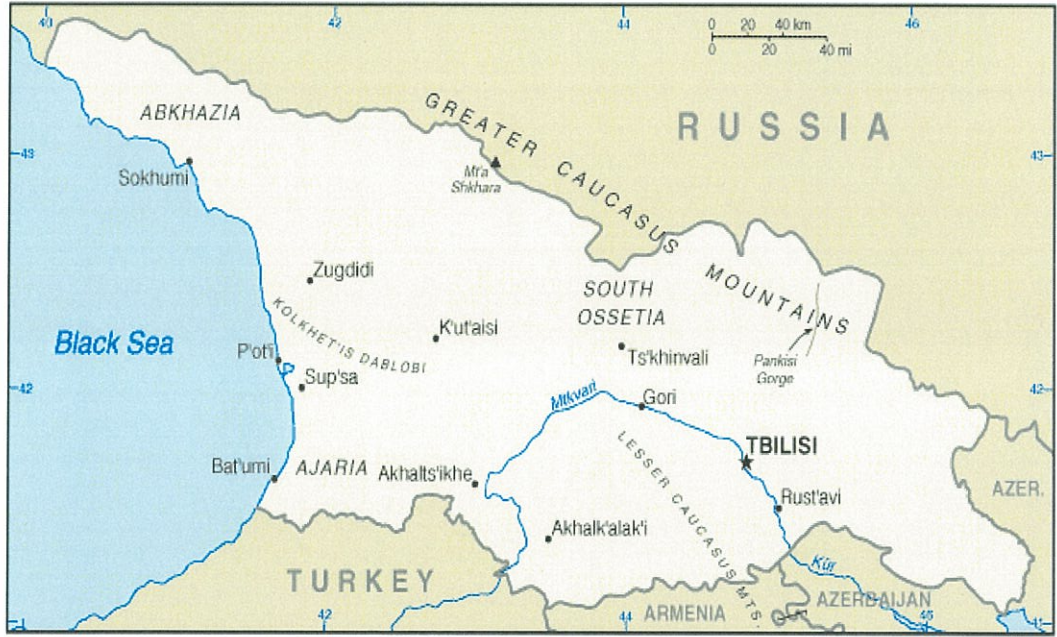 40
42
44
46
0 20 40 km
0 20 40 mi
RUSSIA
GREATER CAUCASUS MOUNTAINS
ABKHAZIA
43
43
Sokhumi
Mt'a
Shkhara
Zugdidi
SOUTH
OSSETIA
KOLKHET'IS DABLOBI
K'ut'aisi
Black Sea
P'ot'i
Ts'khinvali
Pankisi
Gorge
Sup'sa
42
42
Mtkvari
Gori
LESSER CAUCASUS MTS.
TBILISI
Bat'umi
AJARIA
Akhalts'ikhe
AZER.
Rust'avi
Akhalk'alak'i
Kür
TURKEY
ARMENIA
AZERBAIJAN
41
42
44
46
41